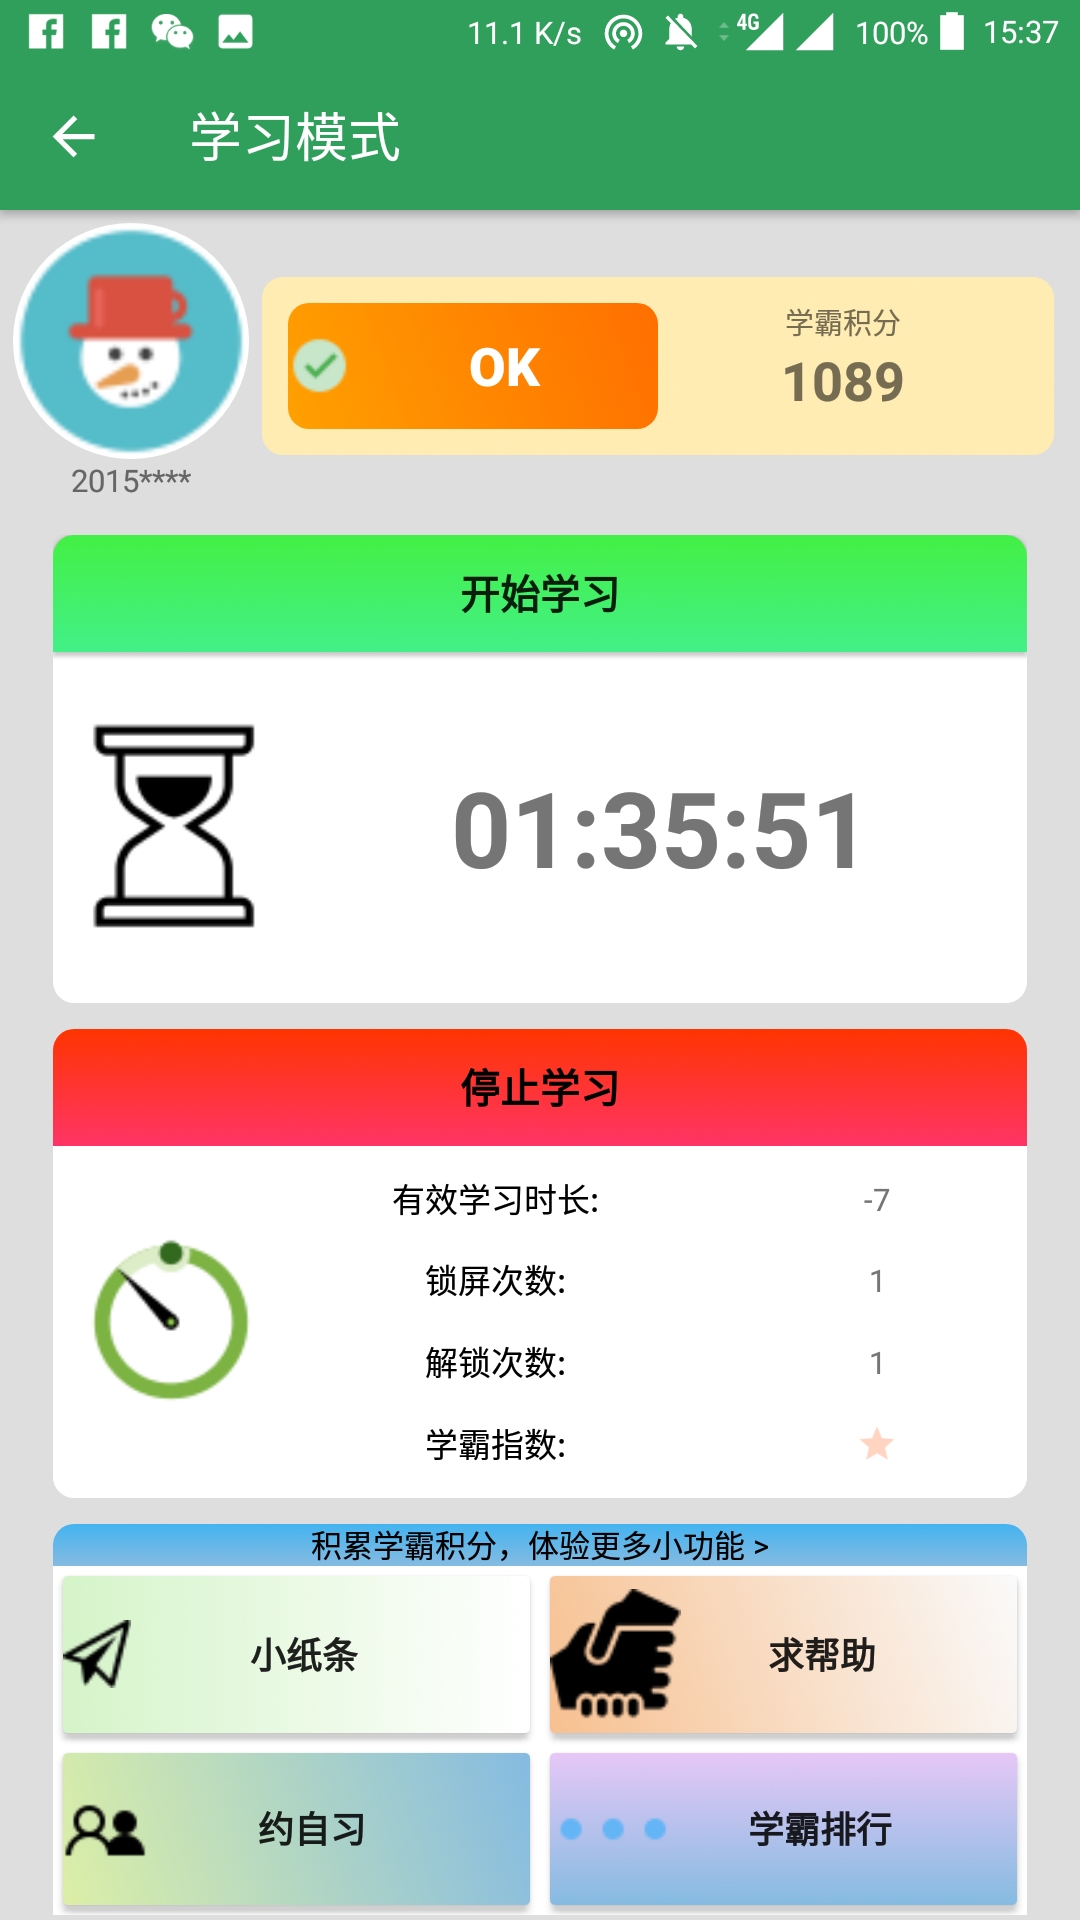 11.1 K/s 4G 100% 15:37
学习模式
OK
学霸积分
1089
2015****
开始学习
01:35:51
停止学习
有效学习时长: -7
锁屏次数: 1
解锁次数: 1
学霸指数:
积累学霸积分，体验更多小功能 >
小纸条
求帮助
约自习
学霸排行